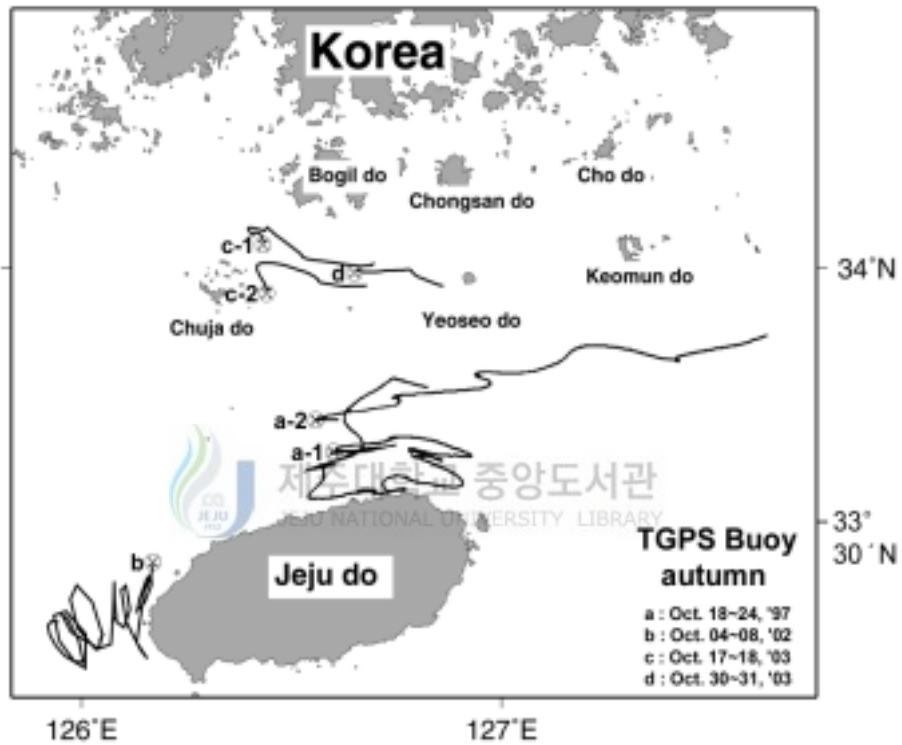 Korea
Bogil do
Chongsan do
Cho do
c-1
d
34°N
Keomun do
c-2
Chuja do
Yeoseo do
a-2
a-1
제주대학교 중앙도서관
JEJU NATIONAL UNIVERSITY LIBRARY
JEJU
1952
33°
30´N
TGPS Buoy
autumn
b
Jeju do
a : Oct. 18~24, '97
b : Oct. 04~08, '02
c : Oct. 17~18, '03
d : Oct. 30~31, '03
126°E
127°E